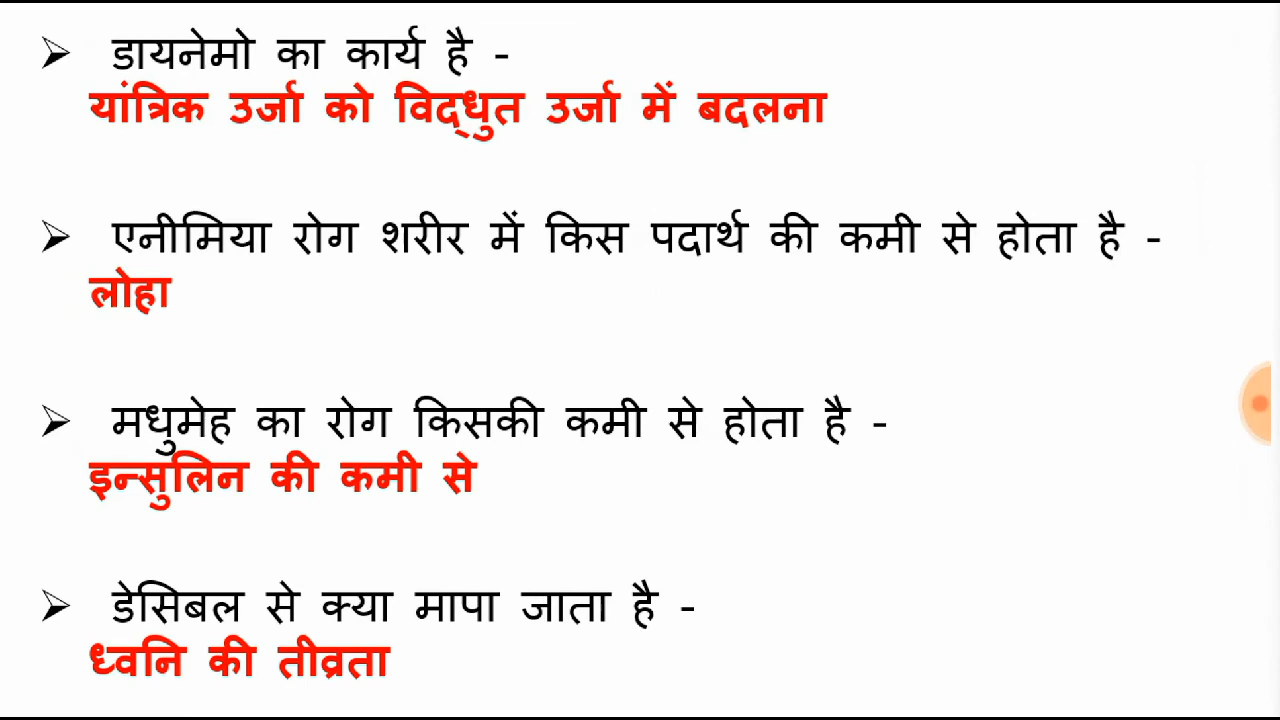 ➢ डायनेमो का कार्य है -
यांत्रिक उर्जा को विद्धुत उर्जा में बदलना
➢ एनीमिया रोग शरीर में किस पदार्थ की कमी से होता है -
लोहा
➢ मधुमेह का रोग किसकी कमी से होता है -
इन्सुलिन की कमी से
➢ डेसिबल से क्या मापा जाता है -
ध्वनि की तीव्रता